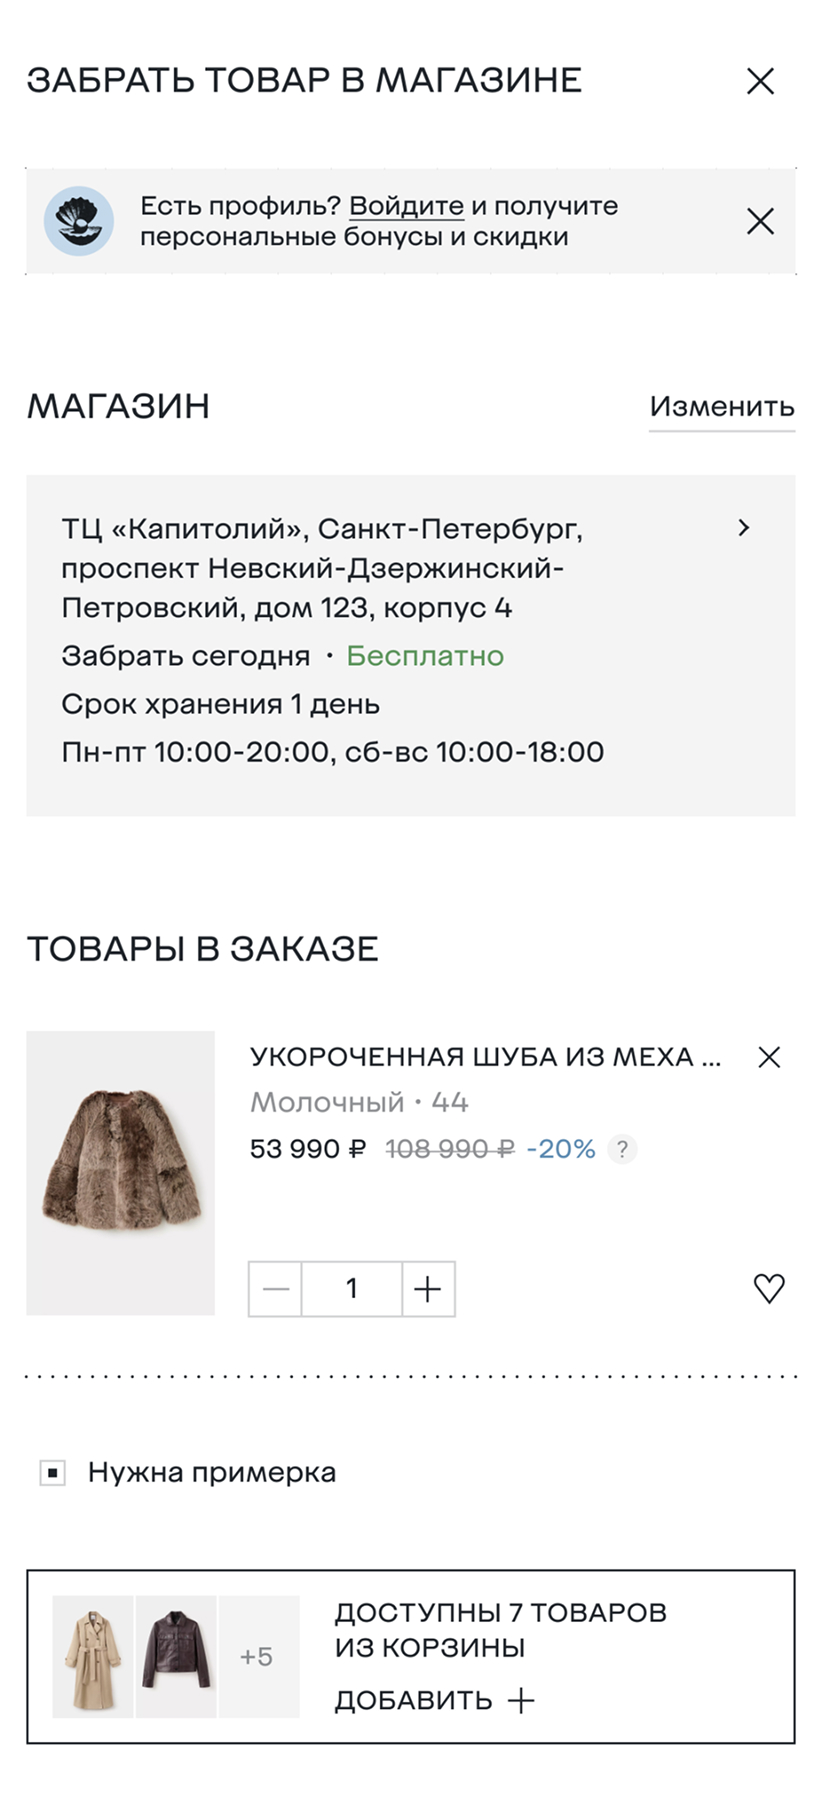 ЗАБРАТЬ ТОВАР В МАГАЗИНЕ
Есть профиль? Войдите и получите
персональные бонусы и скидки
МАГАЗИН
Изменить
ТЦ «Капитолий», Санкт-Петербург,
проспект Невский-Дзержинский-
Петровский, дом 123, корпус 4
Забрать сегодня · Бесплатно
Срок хранения 1 день
Пн-пт 10:00-20:00, сб-вс 10:00-18:00
ТОВАРЫ В ЗАКАЗЕ
УКОРОЧЕННАЯ ШУБА ИЗ МЕХА ...
Молочный · 44
53 990 ₽ 108 990 ₽ -20% ?
1
Нужна примерка
+5
ДОСТУПНЫ 7 ТОВАРОВ
ИЗ КОРЗИНЫ
ДОБАВИТЬ +